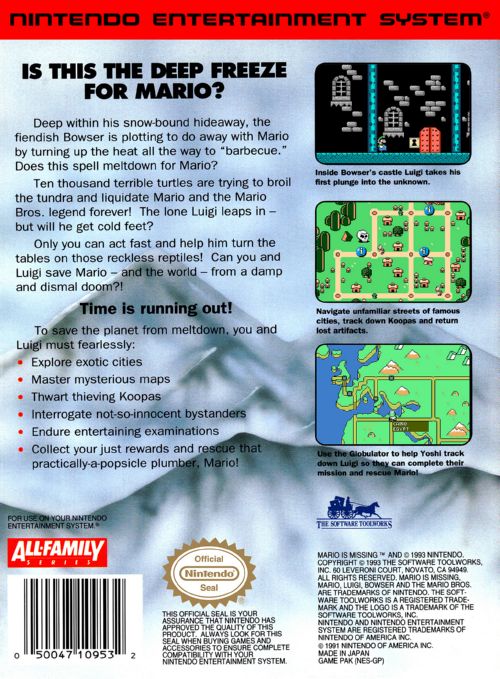 NINTENDO ENTERTAINMENT SYSTEM®
IS THIS THE DEEP FREEZE
FOR MARIO?
Deep within his snow-bound hideaway, the
fiendish Bowser is plotting to do away with Mario
by turning up the heat all the way to “barbecue.”
Does this spell meltdown for Mario?
Ten thousand terrible turtles are trying to broil
the tundra and liquidate Mario and the Mario
Bros. legend forever! The lone Luigi leaps in –
but will he get cold feet?
Only you can act fast and help him turn the
tables on those reckless reptiles! Can you and
Luigi save Mario – and the world – from a damp
and dismal doom?!
Time is running out!
To save the planet from meltdown, you and
Luigi must fearlessly:
• Explore exotic cities
• Master mysterious maps
• Thwart thieving Koopas
• Interrogate not-so-innocent bystanders
• Endure entertaining examinations
• Collect your just rewards and rescue that
practically-a-popsicle plumber, Mario!
Inside Bowser's castle Luigi takes his
first plunge into the unknown.
Navigate unfamiliar streets of famous
cities, track down Koopas and return
lost artifacts.
CAIRO
EGYPT
Use the Globulator to help Yoshi track
down Luigi so they can complete their
mission and rescue Mario!
THE SOFTWARE TOOLWORKS
FOR USE ON YOUR NINTENDO
ENTERTAINMENT SYSTEM.®
ALL-FAMILY
SERIES
0 50047 10953 2
Official
Nintendo
Seal
THIS OFFICIAL SEAL IS YOUR
ASSURANCE THAT NINTENDO HAS
APPROVED THE QUALITY OF THIS
PRODUCT. ALWAYS LOOK FOR THIS
SEAL WHEN BUYING GAMES AND
ACCESSORIES TO ENSURE COMPLETE
COMPATIBILITY WITH YOUR
NINTENDO ENTERTAINMENT SYSTEM.
MARIO IS MISSING ™ AND © 1993 NINTENDO.
COPYRIGHT © 1993 THE SOFTWARE TOOLWORKS,
INC. 60 LEVERONI COURT, NOVATO, CA 94949.
ALL RIGHTS RESERVED. MARIO IS MISSING,
MARIO, LUIGI, BOWSER AND THE MARIO BROS.
ARE TRADEMARKS OF NINTENDO. THE SOFT-
WARE TOOLWORKS IS A REGISTERED TRADE-
MARK AND THE LOGO IS A TRADEMARK OF THE
SOFTWARE TOOLWORKS, INC.
NINTENDO AND NINTENDO ENTERTAINMENT
SYSTEM ARE REGISTERED TRADEMARKS OF
NINTENDO OF AMERICA INC.
© 1991 NINTENDO OF AMERICA INC.
MADE IN JAPAN
GAME PAK (NES-GP)